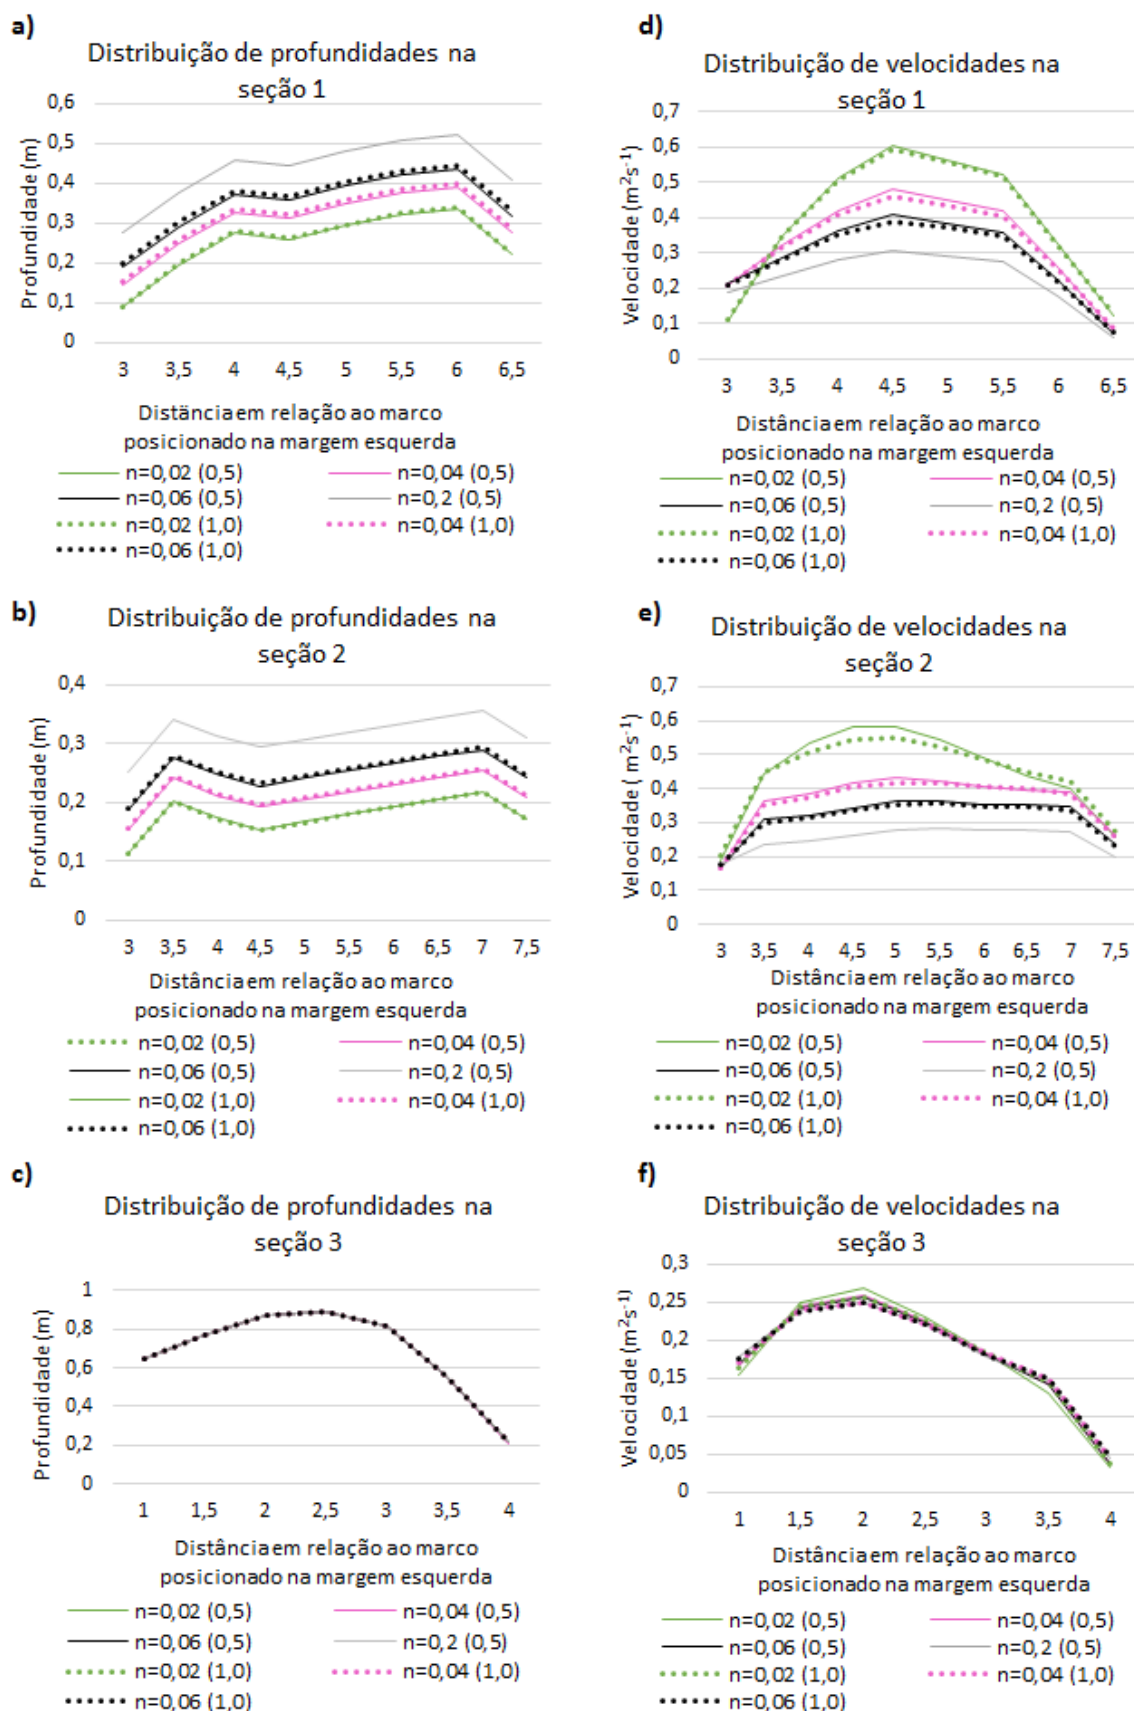 a)
Distribuição de profundidades na
seção 1
Profundidade (m)
0,6
0,5
0,4
0,3
0,2
0,1
0
3 3,5 4 4,5 5 5,5 6 6,5
Distância em relação ao marco
posicionado na margem esquerda
n=0,02 (0,5) n=0,04 (0,5)
n=0,06 (0,5) n=0,2 (0,5)
n=0,02 (1,0) n=0,04 (1,0)
n=0,06 (1,0)
d)
Distribuição de velocidades na
seção 1
Velocidade (m²s⁻¹)
0,7
0,6
0,5
0,4
0,3
0,2
0,1
0
3 3,5 4 4,5 5 5,5 6 6,5
Distância em relação ao marco
posicionado na margem esquerda
n=0,02 (0,5) n=0,04 (0,5)
n=0,06 (0,5) n=0,2 (0,5)
n=0,02 (1,0) n=0,04 (1,0)
n=0,06 (1,0)
b)
Distribuição de profundidades na
seção 2
Profundidade (m)
0,4
0,3
0,2
0,1
0
3 3,5 4 4,5 5 5,5 6 6,5 7 7,5
Distância em relação ao marco
posicionado na margem esquerda
n=0,02 (0,5) n=0,04 (0,5)
n=0,06 (0,5) n=0,2 (0,5)
n=0,02 (1,0) n=0,04 (1,0)
n=0,06 (1,0)
e)
Distribuição de velocidades na
seção 2
Velocidade ( m²s⁻¹)
0,7
0,6
0,5
0,4
0,3
0,2
0,1
0
3 3,5 4 4,5 5 5,5 6 6,5 7 7,5
Distância em relação ao marco
posicionado na margem esquerda
n=0,02 (0,5) n=0,04 (0,5)
n=0,06 (0,5) n=0,2 (0,5)
n=0,02 (1,0) n=0,04 (1,0)
n=0,06 (1,0)
c)
Distribuição de profundidades na
seção 3
Profundidade (m)
1
0,8
0,6
0,4
0,2
0
1 1,5 2 2,5 3 3,5 4
Distância em relação ao marco
posicionado na margem esquerda
n=0,02 (0,5) n=0,04 (0,5)
n=0,06 (0,5) n=0,2 (0,5)
n=0,02 (1,0) n=0,04 (1,0)
n=0,06 (1,0)
f)
Distribuição de velocidades na
seção 3
Velocidade (m²s⁻¹)
0,3
0,25
0,2
0,15
0,1
0,05
0
1 1,5 2 2,5 3 3,5 4
Distância em relação ao marco
posicionado na margem esquerda
n=0,02 (0,5) n=0,04 (0,5)
n=0,06 (0,5) n=0,2 (0,5)
n=0,02 (1,0) n=0,04 (1,0)
n=0,06 (1,0)